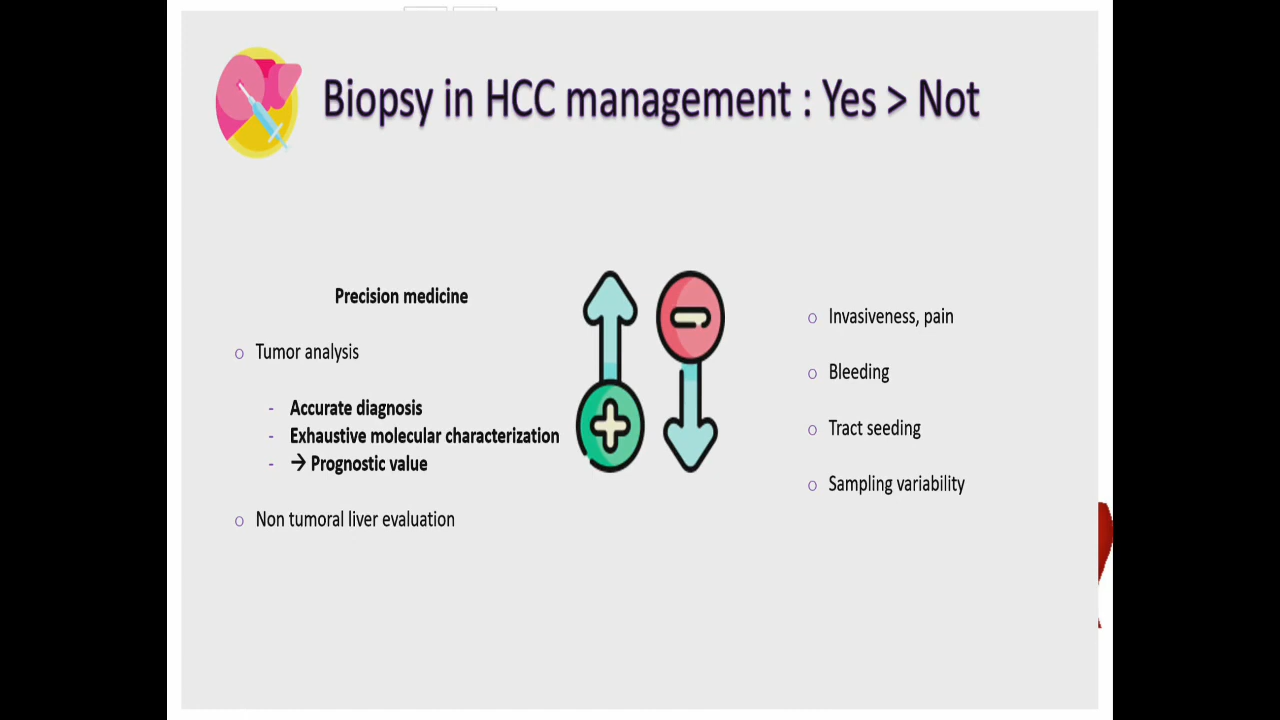 Biopsy in HCC management : Yes > Not
Precision medicine
o Tumor analysis
- Accurate diagnosis
- Exhaustive molecular characterization
- → Prognostic value
o Non tumoral liver evaluation
o Invasiveness, pain
o Bleeding
o Tract seeding
o Sampling variability